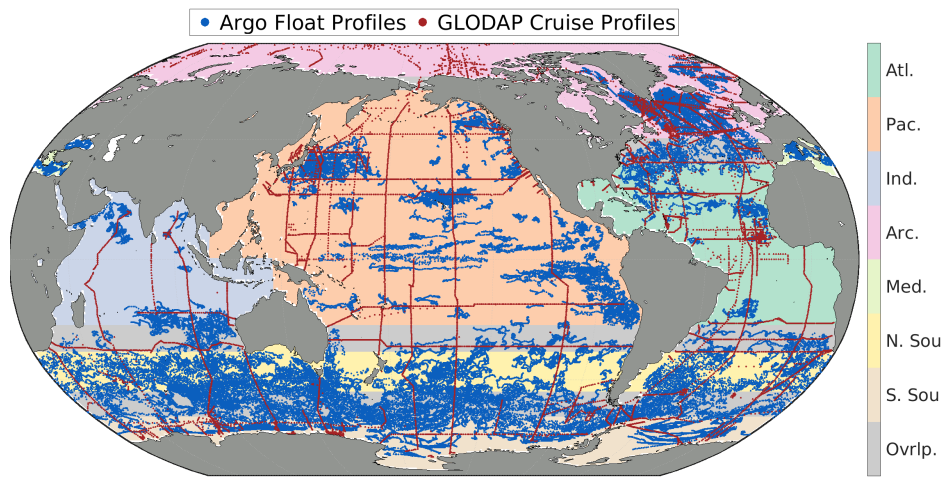 Argo Float Profiles GLODAP Cruise Profiles
Atl.
Pac.
Ind.
Arc.
Med.
N. Sou
S. Sou
Ovrlp.